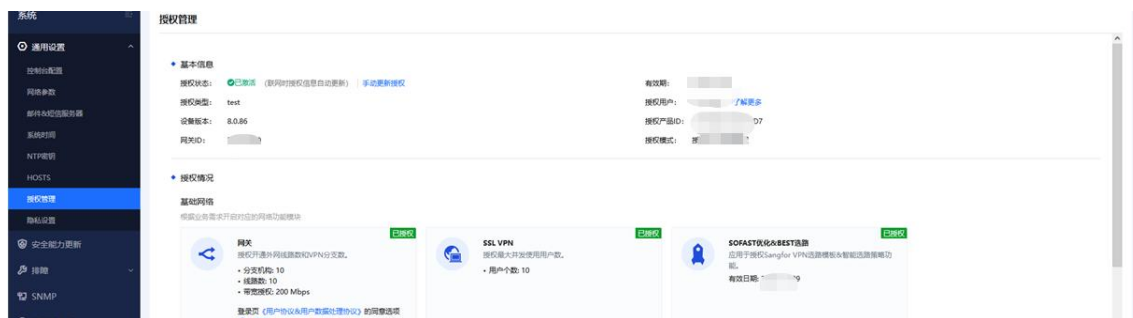 系统
授权管理
通用设置
控制台配置
网络参数
邮件&短信服务器
系统时间
NTP密钥
HOSTS
授权管理
隐私设置
安全能力更新
排障
SNMP
基本信息
授权状态： 已激活 （联网时授权信息自动更新） 手动更新授权
有效期：
授权类型： test
授权用户： 了解更多
设备版本： 8.0.86
授权产品ID： D7
网关ID：
授权模式：
授权情况
基础网络
根据业务需求开启对应的网络功能模块
已授权
网关
授权开通外网线路数和VPN分支数。
• 分支机构: 10
• 线路数: 10
• 带宽授权: 200 Mbps
登录页《用户协议&用户数据处理协议》的同意选项
已授权
SSL VPN
授权最大并发使用用户数。
• 用户个数: 10
已授权
SOFAST优化&BEST选路
应用于授权Sangfor VPN选路模板&智能选路策略功
能。
有效日期: